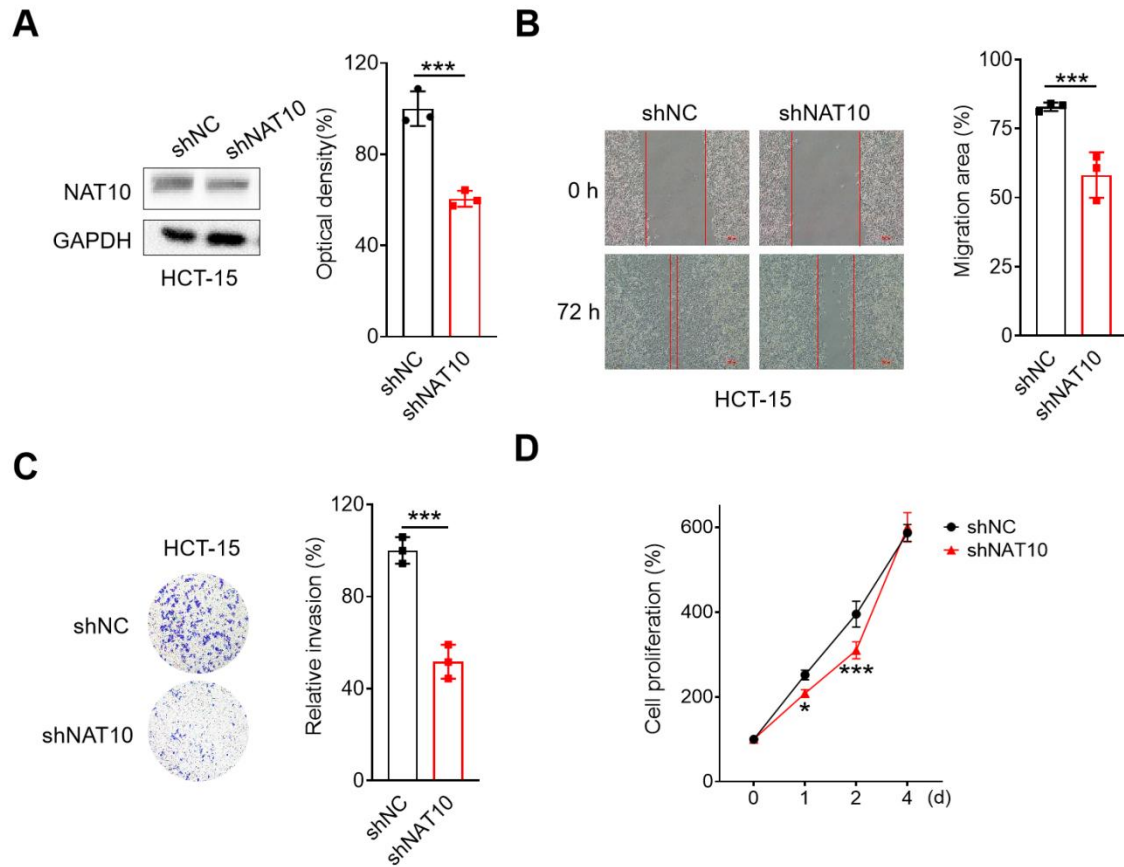 A
shNC
shNAT10
NAT10
GAPDH
HCT-15
Optical density(%)
120
80
40
0
***
shNC
shNAT10
B
shNC
shNAT10
0 h
72 h
HCT-15
Migration area (%)
100
75
50
25
0
***
shNC
shNAT10
C
HCT-15
shNC
shNAT10
Relative invasion (%)
120
80
40
0
***
shNC
shNAT10
D
Cell proliferation (%)
600
400
200
0
*
***
0 1 2 4 (d)
shNC
shNAT10